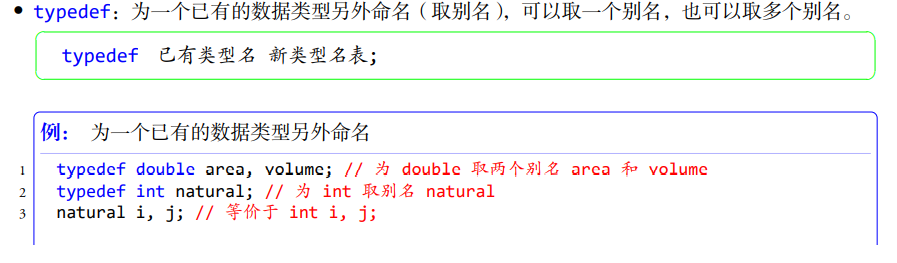 • typedef：为一个已有的数据类型另外命名（取别名），可以取一个别名，也可以取多个别名。
typedef 已有类型名 新类型名表;
例： 为一个已有的数据类型另外命名
1 typedef double area, volume; // 为 double 取两个别名 area 和 volume
2 typedef int natural; // 为 int 取别名 natural
3 natural i, j; // 等价于 int i, j;